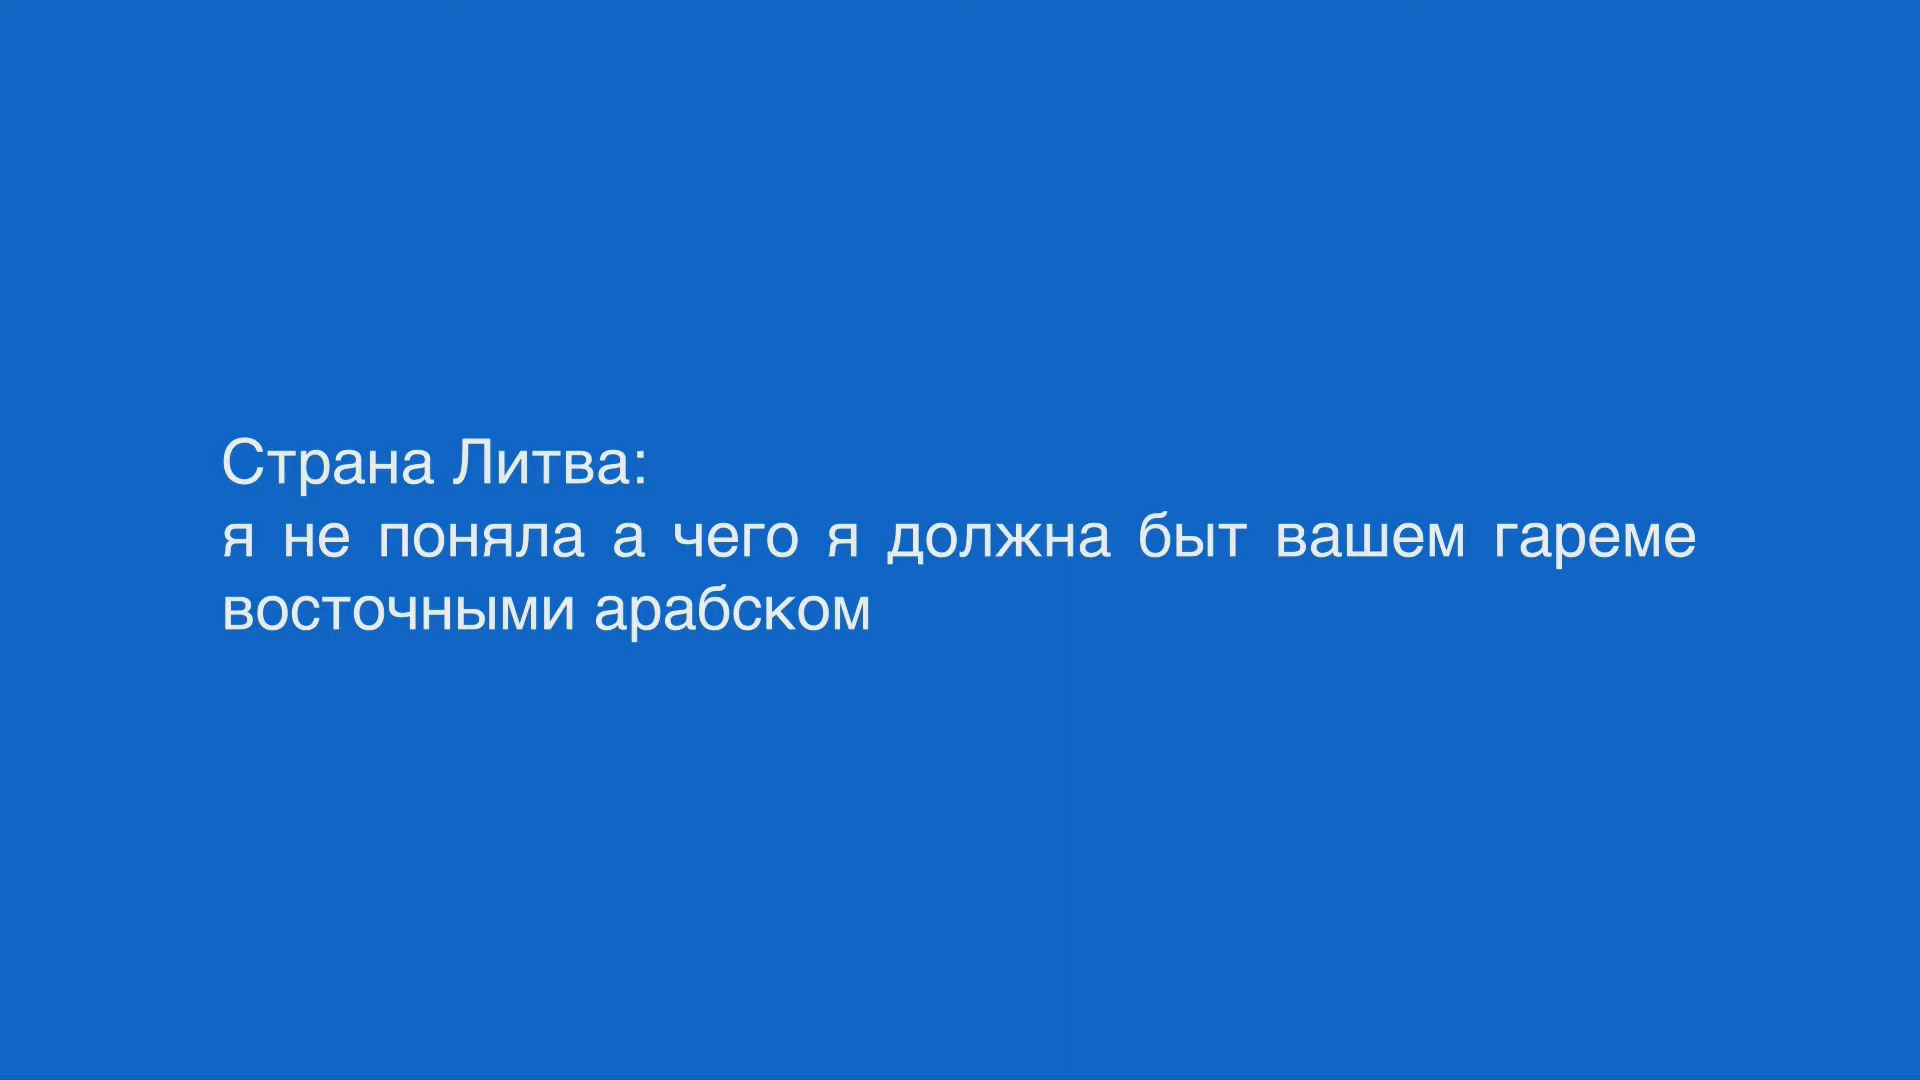 Страна Литва:
я не поняла а чего я должна быт вашем гареме
восточными арабском